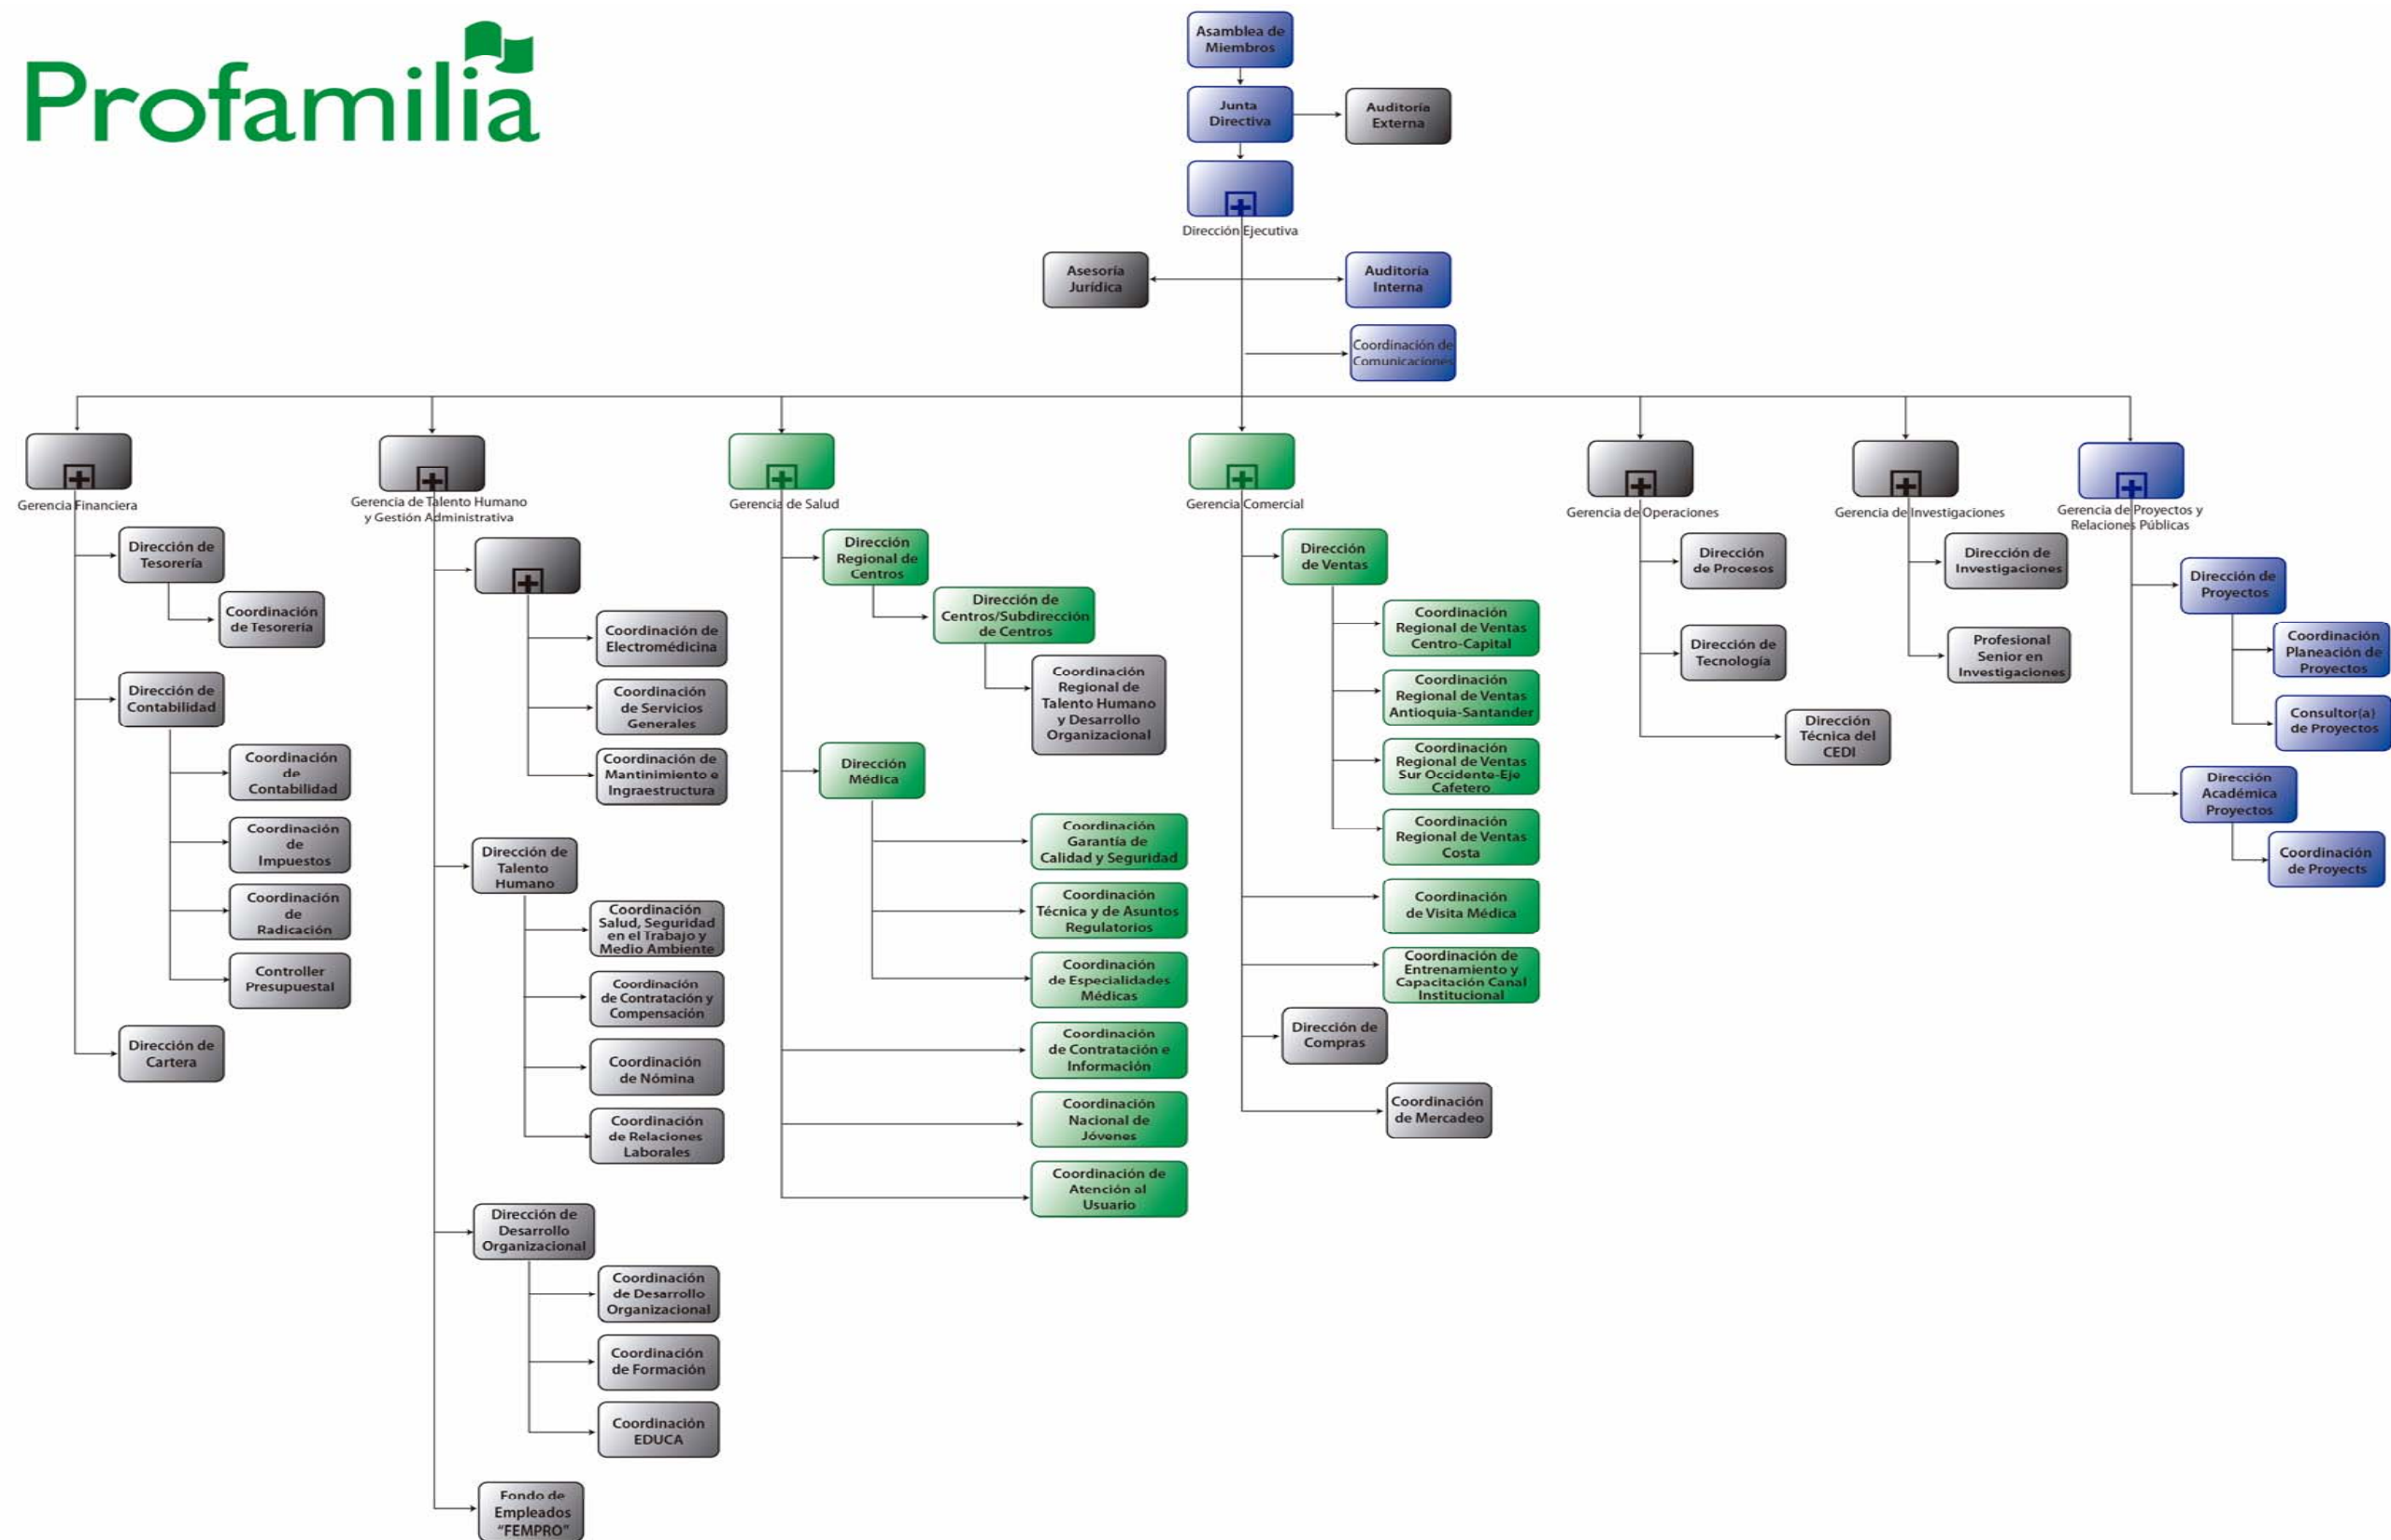 Profamilia
Asamblea de
Miembros
Junta
Directiva
Auditoría
Externa
Dirección Ejecutiva
Asesoría
Jurídica
Auditoría
Interna
Coordinación de
Comunicaciones
Gerencia Financiera
Dirección de
Tesorería
Coordinación
de Tesorería
Dirección de
Contabilidad
Coordinación
de
Contabilidad
Coordinación
de
Impuestos
Coordinación
de
Radicación
Controller
Presupuestal
Dirección de
Cartera
Gerencia de Talento Humano
y Gestión Administrativa
Coordinación de
Electromédicina
Coordinación
de Servicios
Generales
Coordinación de
Mantinimiento e
Ingraestructura
Dirección de
Talento
Humano
Coordinación
Salud, Seguridad
en el Trabajo y
Medio Ambiente
Coordinación
de Contratación y
Compensación
Coordinación
de Nómina
Coordinación
de Relaciones
Laborales
Dirección de
Desarrollo
Organizacional
Coordinación
de Desarrollo
Organizacional
Coordinación
de Formación
Coordinación
EDUCA
Fondo de
Empleados
“FEMPRO”
Gerencia de Salud
Dirección
Regional de
Centros
Dirección de
Centros/Subdirección
de Centros
Coordinación
Regional de
Talento Humano
y Desarrollo
Organizacional
Dirección
Médica
Coordinación
Garantía de
Calidad y Seguridad
Coordinación
Técnica y de Asuntos
Regulatorios
Coordinación
de Especialidades
Médicas
Coordinación
de Contratación e
Información
Coordinación
Nacional de
Jóvenes
Coordinación de
Atención al
Usuario
Gerencia Comercial
Dirección
de Ventas
Coordinación
Regional de Ventas
Centro-Capital
Coordinación
Regional de Ventas
Antioquia-Santander
Coordinación
Regional de Ventas
Sur Occidente-Eje
Cafetero
Coordinación
Regional de Ventas
Costa
Coordinación
de Visita Médica
Coordinación de
Entrenamiento y
Capacitación Canal
Institucional
Dirección de
Compras
Coordinación
de Mercadeo
Gerencia de Operaciones
Dirección
de Procesos
Dirección de
Tecnología
Dirección
Técnica del
CEDI
Gerencia de Investigaciones
Dirección de
Investigaciones
Profesional
Senior en
Investigaciones
Gerencia de Proyectos y
Relaciones Públicas
Dirección de
Proyectos
Coordinación
Planeación de
Proyectos
Consultor(a)
de Proyectos
Dirección
Académica
Proyectos
Coordinación
de Proyects